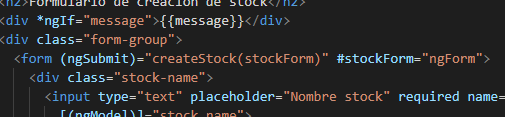 <h2>Formulario de creación de stock</h2>
<div *ngIf="message">{{message}}</div>
<div class="form-group">
<form (ngSubmit)="createStock(stockForm)" #stockForm="ngForm">
<div class="stock-name">
<input type="text" placeholder="Nombre stock" required name=
[(ngModel)]="stock.name">